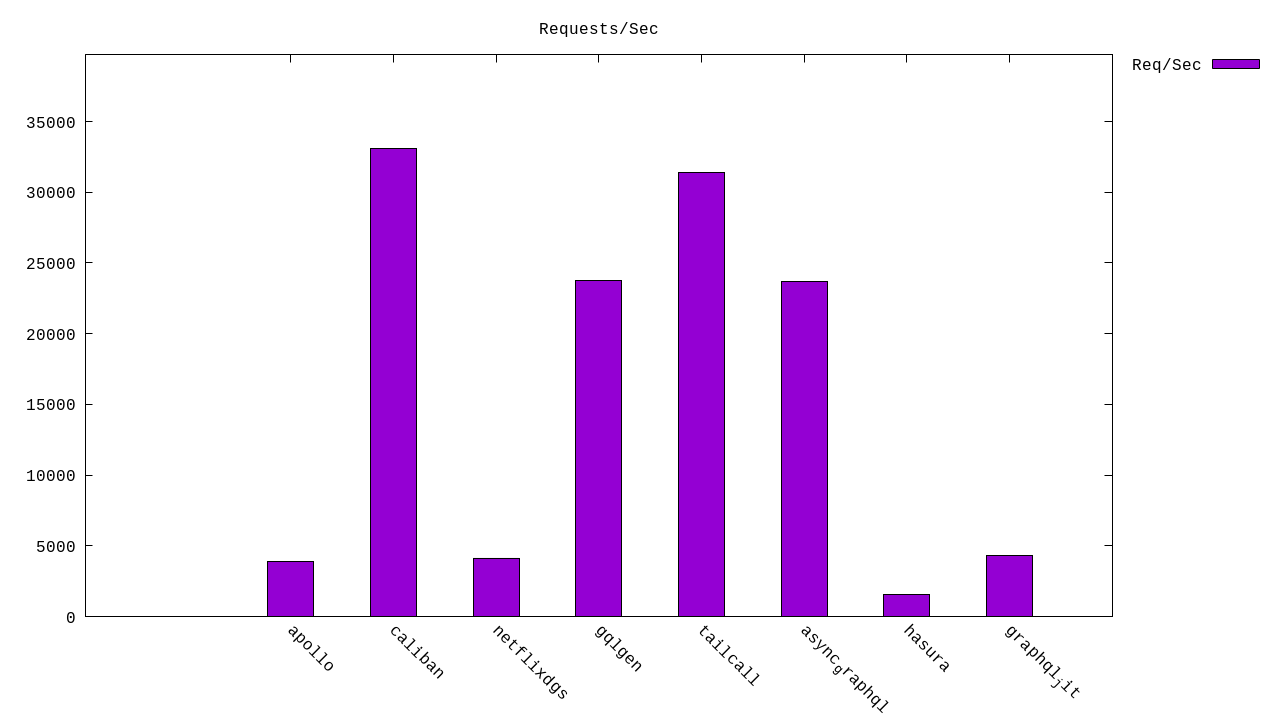 Requests/Sec
Req/Sec
35000
30000
25000
20000
15000
10000
5000
0
apollo
caliban
netflixdgs
gqlgen
tailcall
async_graphql
hasura
graphql_jit